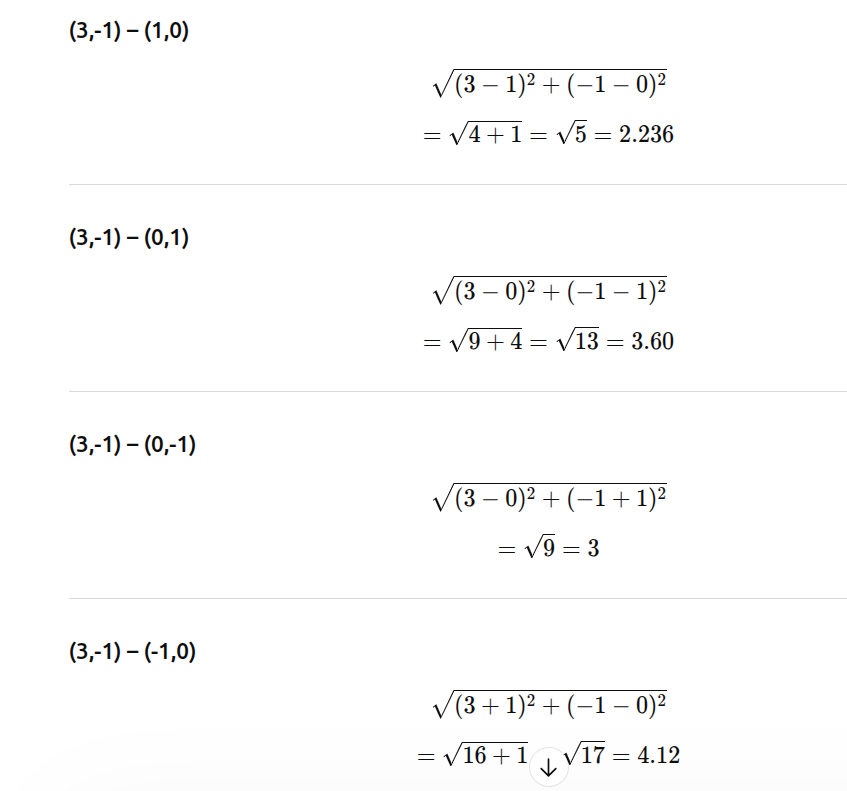 (3,-1) – (1,0)
√(3 − 1)² + (−1 − 0)²
= √4 + 1 = √5 = 2.236
(3,-1) – (0,1)
√(3 − 0)² + (−1 − 1)²
= √9 + 4 = √13 = 3.60
(3,-1) – (0,-1)
√(3 − 0)² + (−1 + 1)²
= √9 = 3
(3,-1) – (-1,0)
√(3 + 1)² + (−1 − 0)²
= √16 + 1 √17 = 4.12